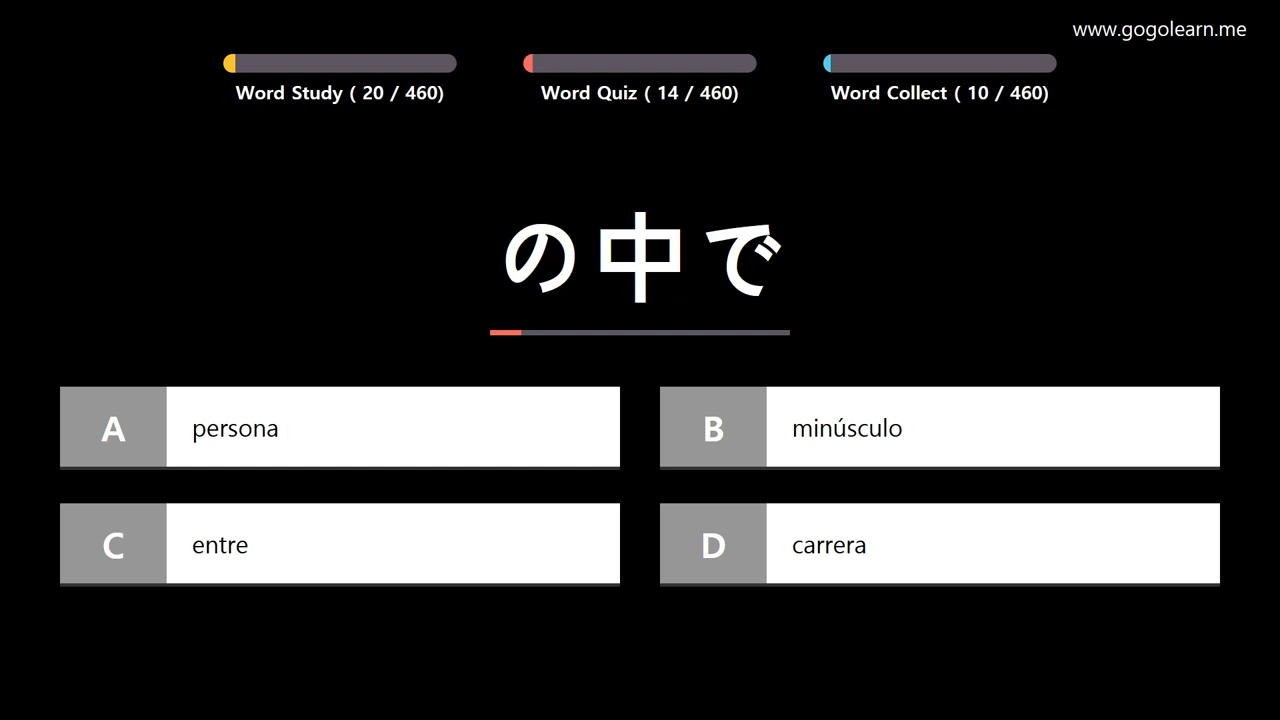 www.gogolearn.me
Word Study ( 20 / 460)
Word Quiz ( 14 / 460)
Word Collect ( 10 / 460)
の中で
A persona
B minúsculo
C entre
D carrera